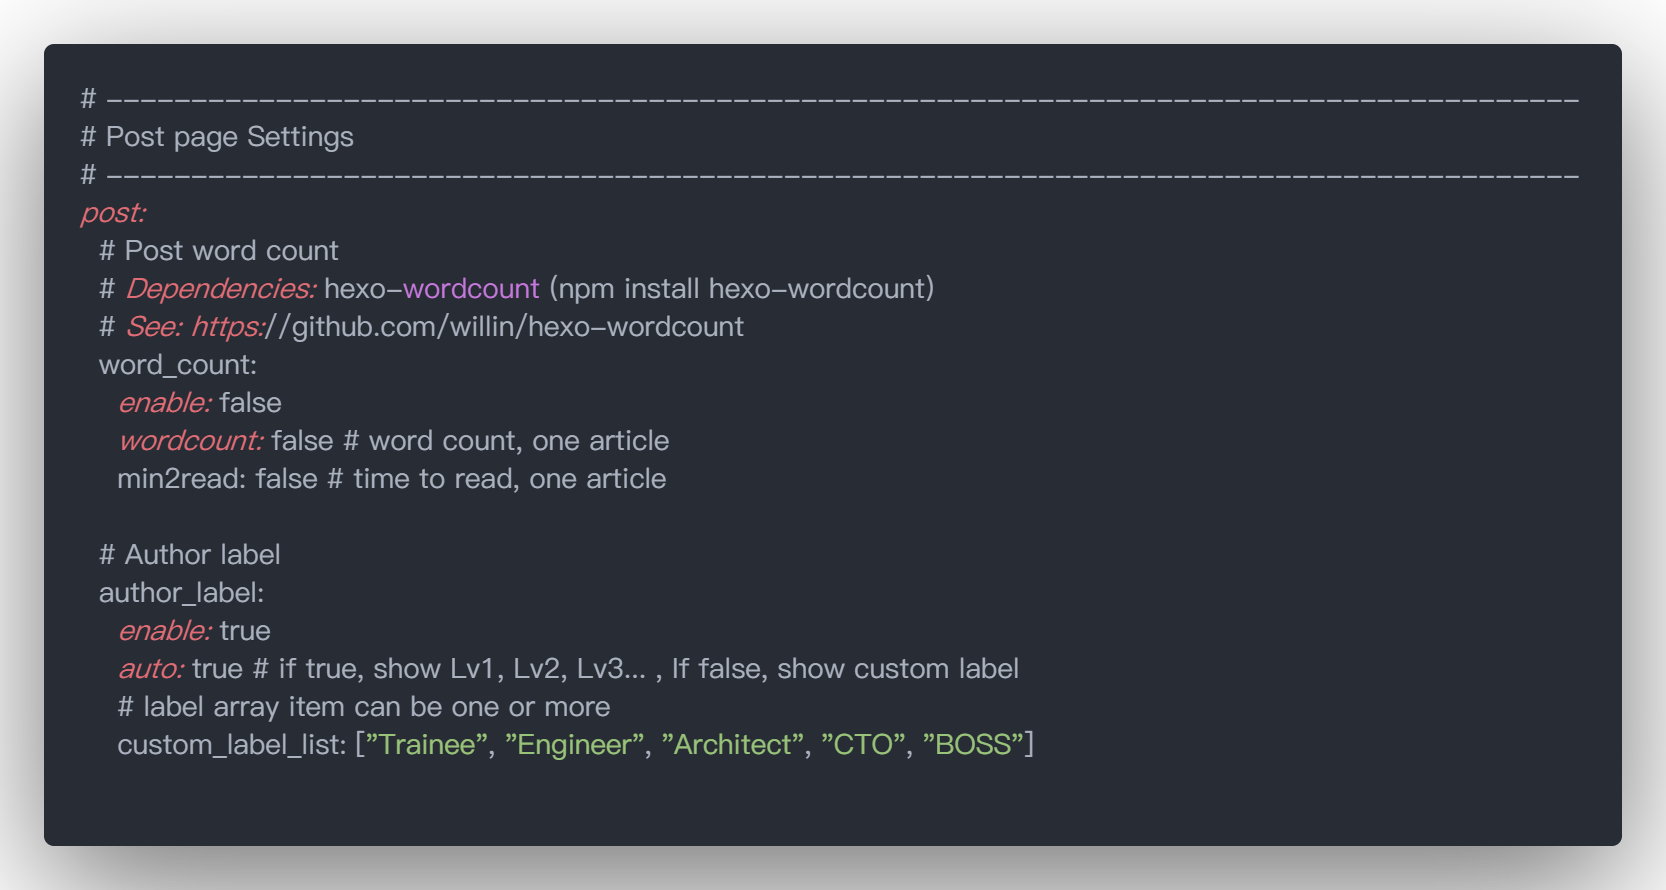 # ---------------------------------------------------------------------------------------
# Post page Settings
# ---------------------------------------------------------------------------------------
post:
  # Post word count
  # Dependencies: hexo-wordcount (npm install hexo-wordcount)
  # See: https://github.com/willin/hexo-wordcount
  word_count:
    enable: false
    wordcount: false # word count, one article
    min2read: false # time to read, one article

  # Author label
  author_label:
    enable: true
    auto: true # if true, show Lv1, Lv2, Lv3... , If false, show custom label
    # label array item can be one or more
    custom_label_list: [”Trainee”, ”Engineer”, ”Architect”, ”CTO”, ”BOSS”]